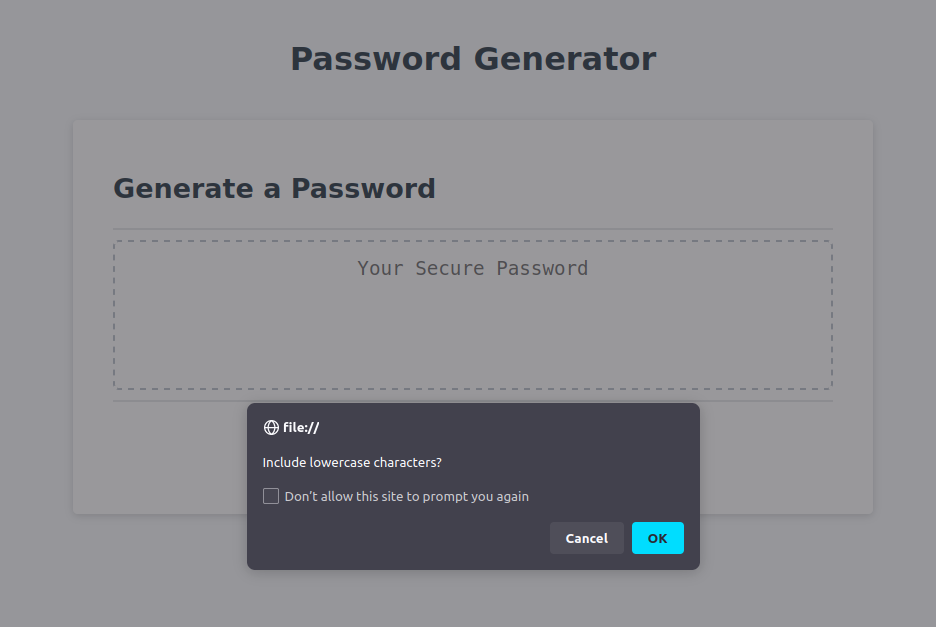 Password Generator
Generate a Password
Your Secure Password
file://
Include lowercase characters?
Don’t allow this site to prompt you again
Cancel OK